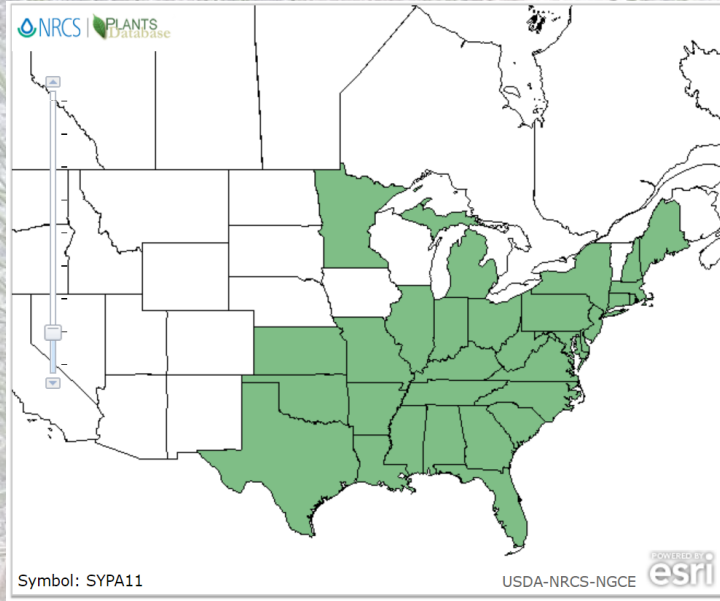 NRCS | PLANTS
Database
Symbol: SYPA11
USDA-NRCS-NGCE
POWERED BY
esri